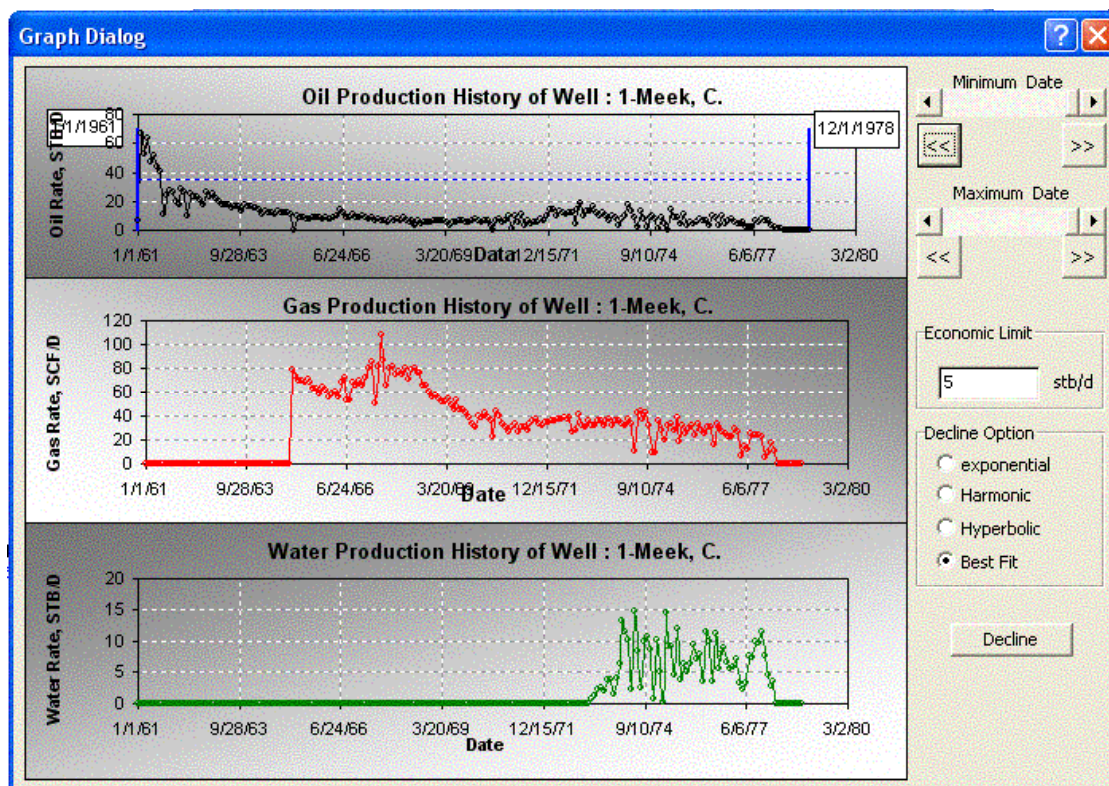 Graph Dialog
Oil Production History of Well : 1-Meek, C.
Oil Rate, STB/D
80
60
40
20
0
/1/1961
12/1/1978
1/1/61 9/28/63 6/24/66 3/20/69 12/15/71 9/10/74 6/6/77 3/2/80
Data
Gas Production History of Well : 1-Meek, C.
Gas Rate, SCF/D
120
100
80
60
40
20
0
1/1/61 9/28/63 6/24/66 3/20/69 12/15/71 9/10/74 6/6/77 3/2/80
Date
Water Production History of Well : 1-Meek, C.
Water Rate, STB/D
20
15
10
5
0
1/1/61 9/28/63 6/24/66 3/20/69 12/15/71 9/10/74 6/6/77 3/2/80
Date
Minimum Date
<< >>
Maximum Date
<< >>
Economic Limit
5 stb/d
Decline Option
exponential
Harmonic
Hyperbolic
Best Fit
Decline